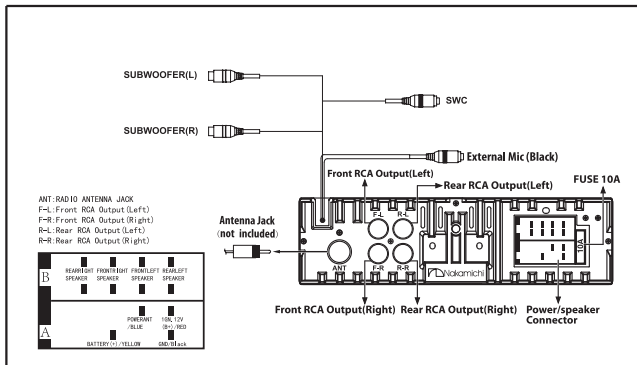 SUBWOOFER(L)
SWC
SUBWOOFER(R)
External Mic (Black)
Front RCA Output(Left)
FUSE 10A
Rear RCA Output(Left)
ANT:RADIO ANTENNA JACK
F-L:Front RCA Output(Left)
F-R:Front RCA Output(Right)
R-L:Rear RCA Output(Left)
R-R:Rear RCA Output(Right)
Antenna Jack
(not included)
F-L R-L
10A
ANT F-R R-R
Nakamichi
B
REARRIGHT FRONTRIGHT FRONTLEFT REARLEFT
SPEAKER SPEAKER SPEAKER SPEAKER
A
POWERANT IGN_12V
/BLUE (B+)/RED
BATTERY(+)/YELLOW GND/Black
Front RCA Output(Right) Rear RCA Output(Right)
Power/speaker
Connector